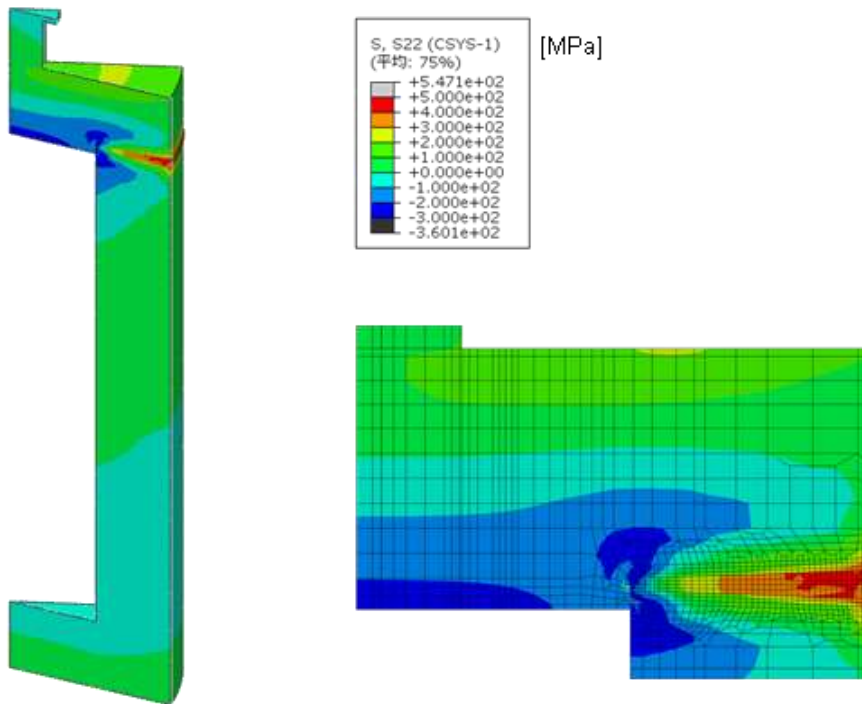 S, S22 (CSYS-1)
(平均: 75%)
+5.471e+02
+5.000e+02
+4.000e+02
+3.000e+02
+2.000e+02
+1.000e+02
+0.000e+00
-1.000e+02
-2.000e+02
-3.000e+02
-3.601e+02
[MPa]